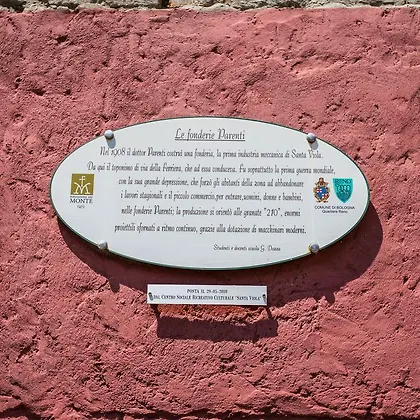 Le fonderie Parenti
Nel 1908 il dottor Parenti costruì una fonderia, la prima industria meccanica di Santa Viola.
Da qui il toponimo di via della Ferriera, che ad essa conduceva. Fu soprattutto la prima guerra mondiale,
con la sua grande depressione, che forzò gli abitanti della zona ad abbandonare
i lavori stagionali e il piccolo commercio,per entrare,uomini, donne e bambini,
nelle fonderie Parenti; la produzione si orientò alle granate "210", enormi
proiettili sfornati a ritmo continuo, grazie alla dotazione di macchinari moderni.
Studenti e docenti scuola G. Dozza
MONTE
COMUNE DI BOLOGNA
Quartiere Reno
POSTA IL 29-05-2010
DAL CENTRO SOCIALE RICREATIVO CULTURALE "SANTA VIOLA"